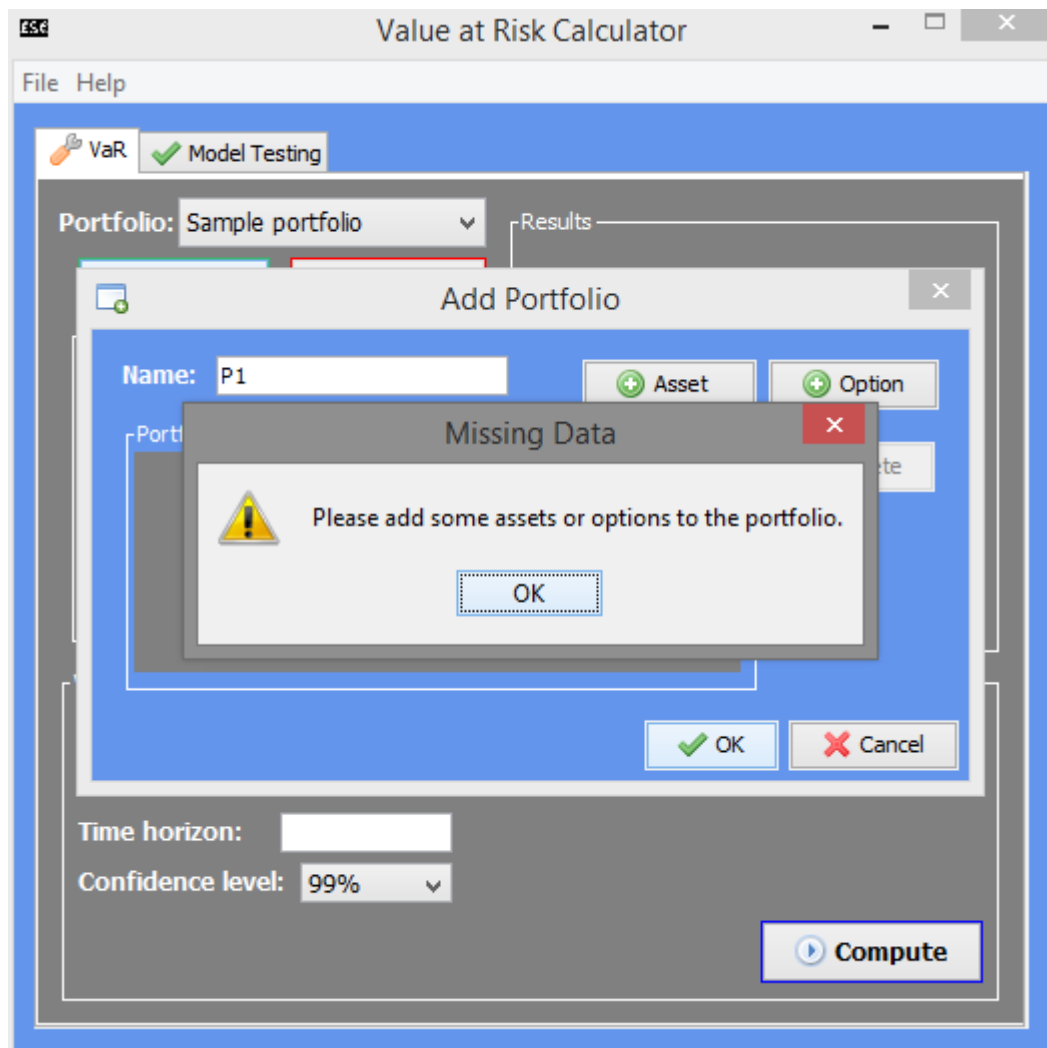 ESG Value at Risk Calculator
File Help
VaR Model Testing
Portfolio: Sample portfolio
Results
Add Portfolio
Name: P1
Asset
Option
Missing Data
Please add some assets or options to the portfolio.
OK
OK
Cancel
Time horizon:
Confidence level: 99%
Compute